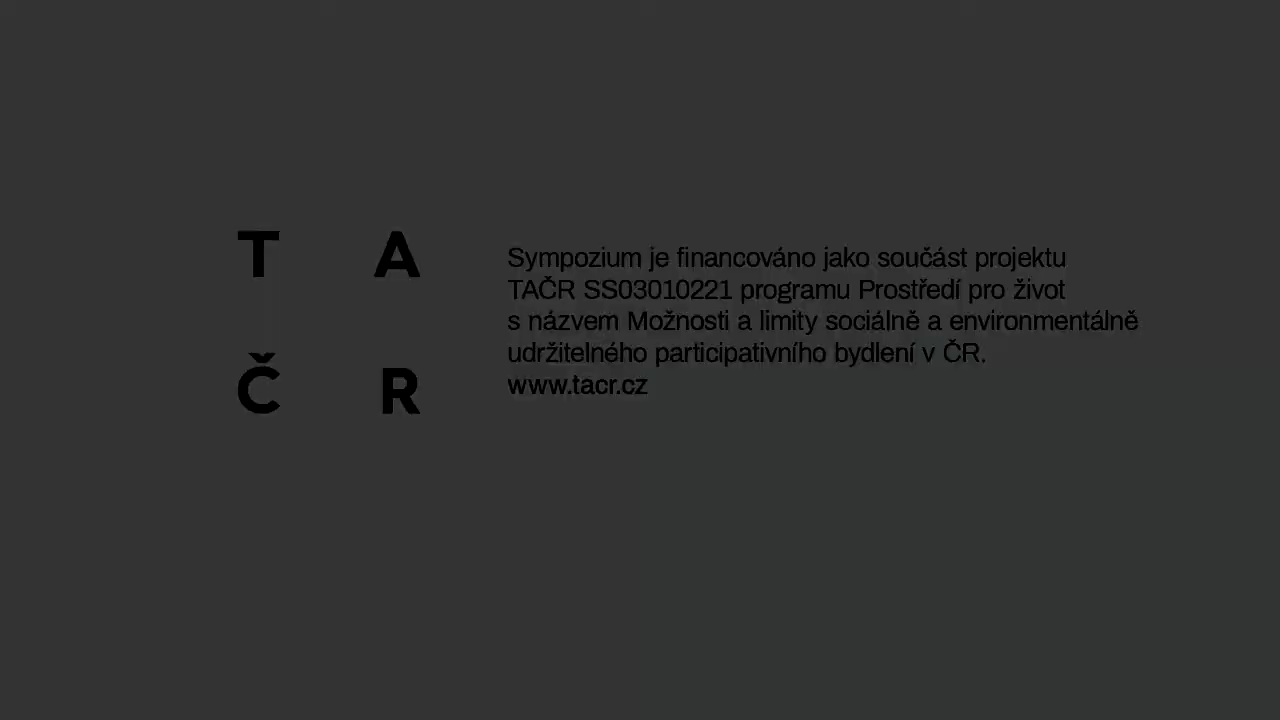 T A
Č R
Sympozium je financováno jako součást projektu
TAČR SS03010221 programu Prostředí pro život
s názvem Možnosti a limity sociálně a environmentálně
udržitelného participativního bydlení v ČR.
www.tacr.cz